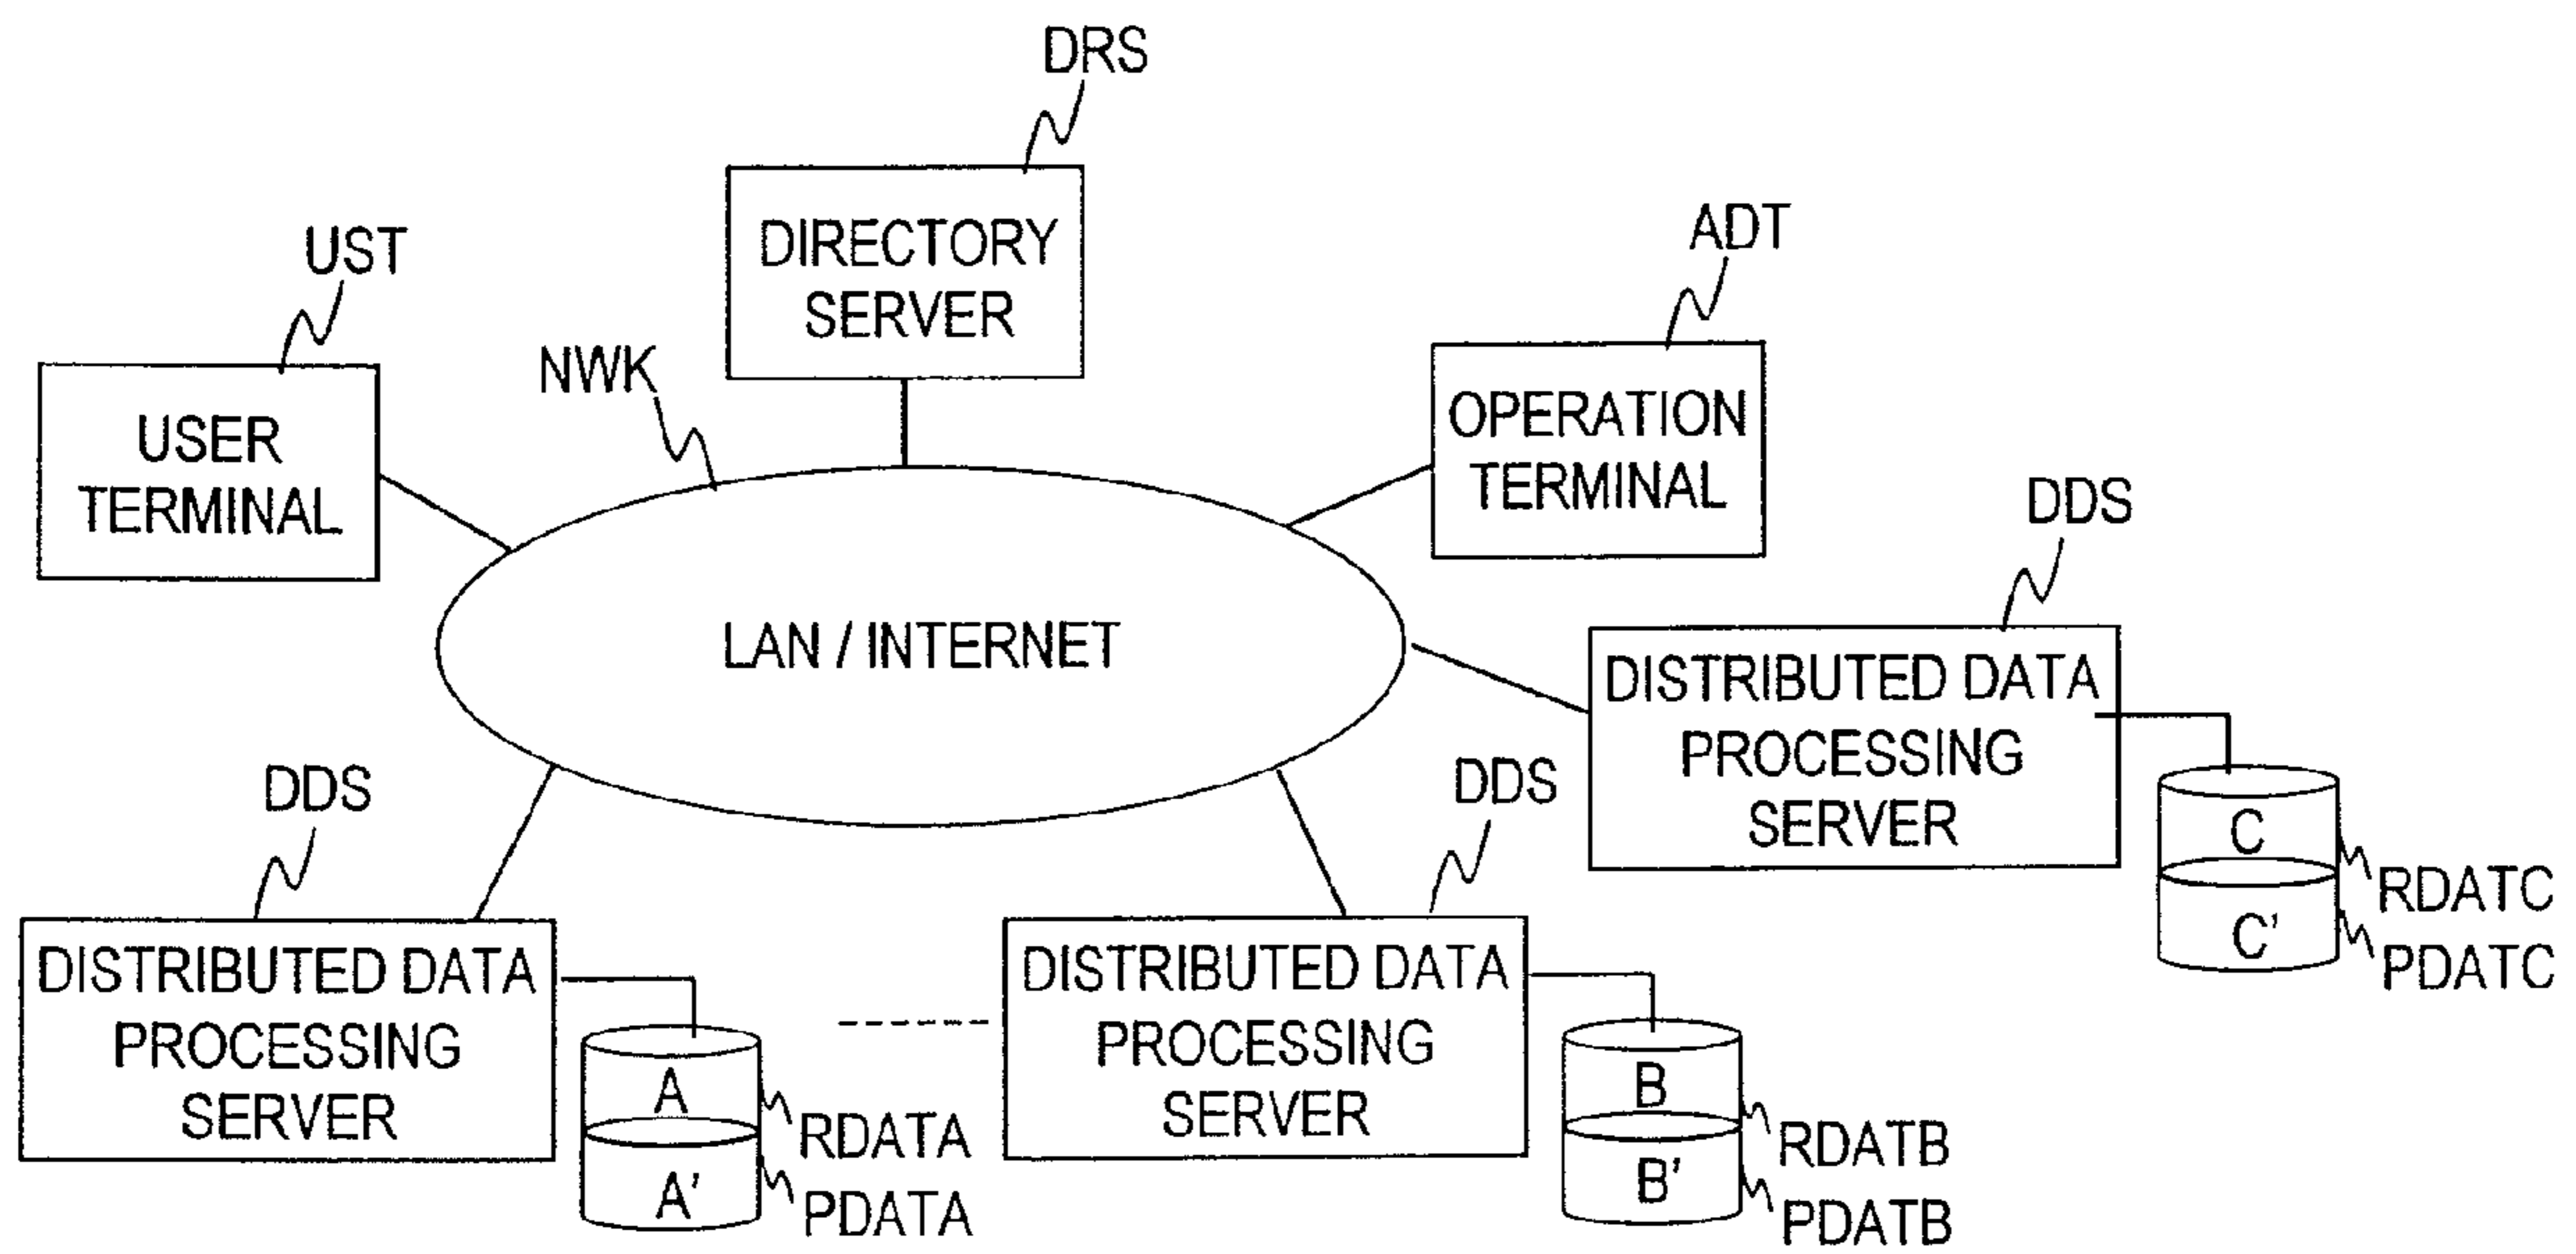 DRS
DIRECTORY
SERVER
UST
USER
TERMINAL
NWK
ADT
OPERATION
TERMINAL
LAN / INTERNET
DDS
DISTRIBUTED DATA
PROCESSING
SERVER
C
C'
RDATC
PDATC
DDS
DISTRIBUTED DATA
PROCESSING
SERVER
A
A'
RDATA
PDATA
DDS
DISTRIBUTED DATA
PROCESSING
SERVER
B
B'
RDATB
PDATB